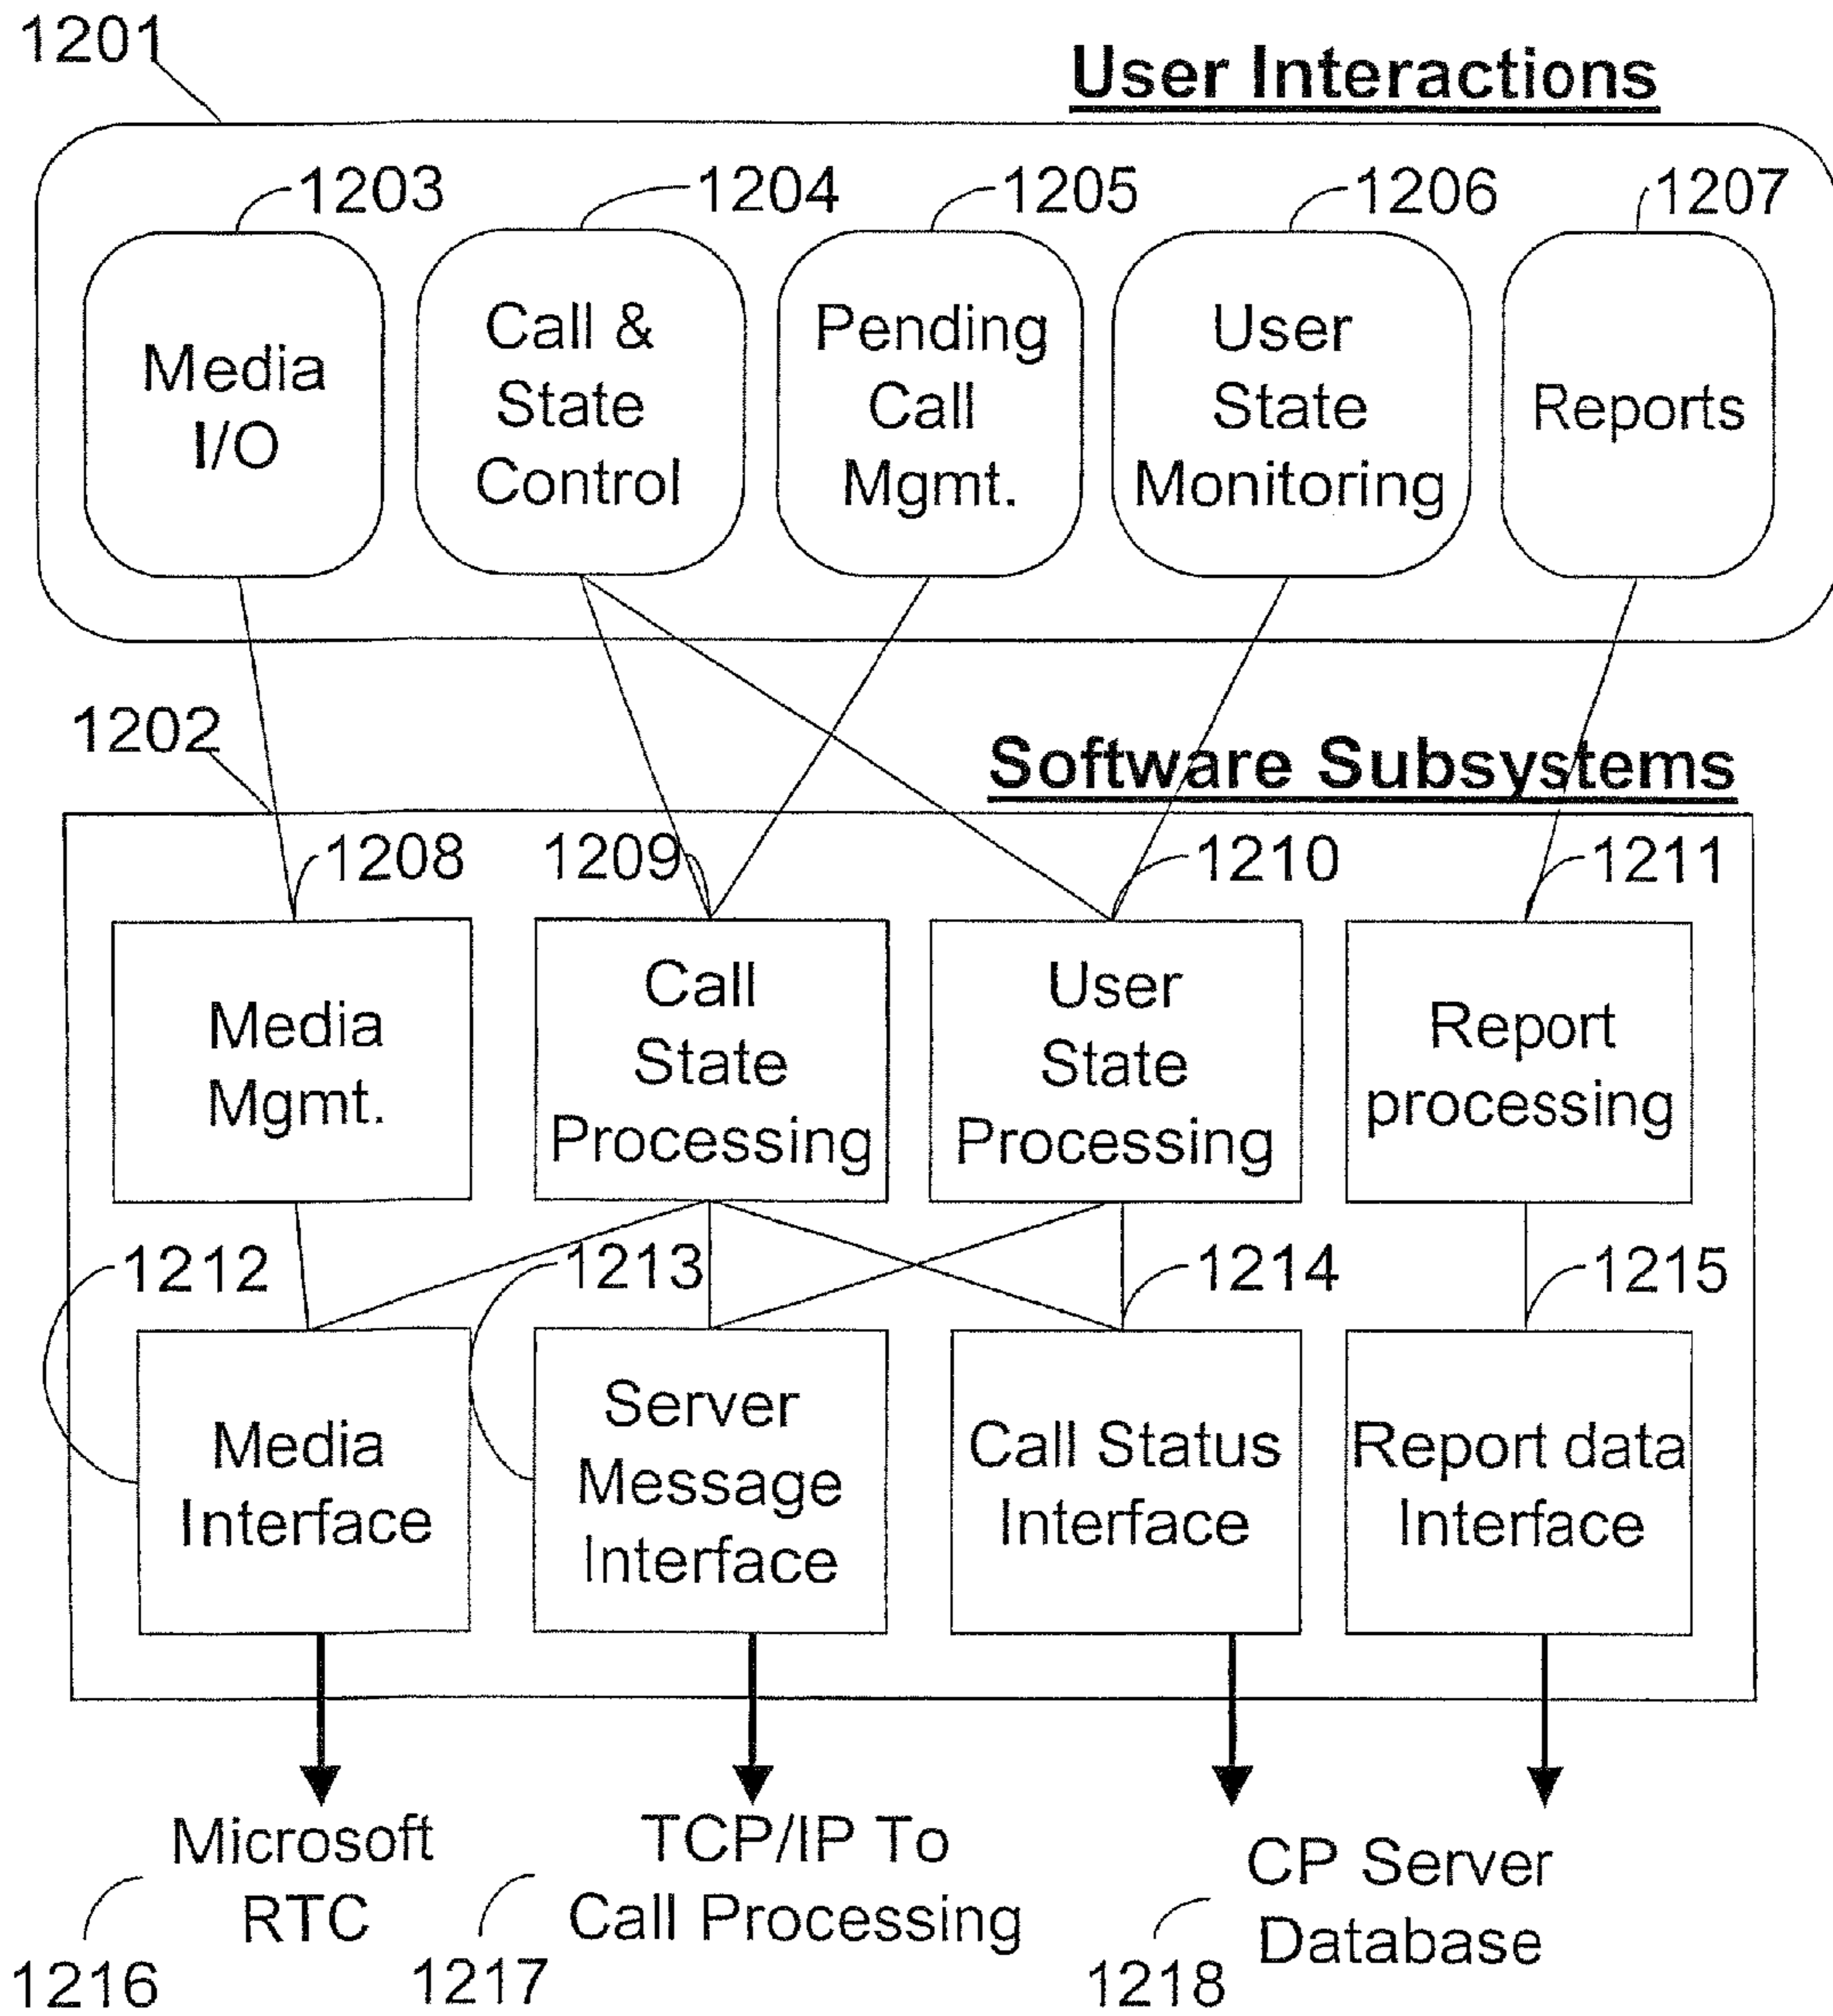 1201
User Interactions
1203
1204
1205
1206
1207
Media
I/O
Call &
State
Control
Pending
Call
Mgmt.
User
State
Monitoring
Reports
1202
Software Subsystems
1208
1209
1210
1211
Media
Mgmt.
Call
State
Processing
User
State
Processing
Report
processing
1212
1213
1214
1215
Media
Interface
Server
Message
Interface
Call Status
Interface
Report data
Interface
Microsoft
RTC
TCP/IP To
Call Processing
CP Server
Database
1216
1217
1218